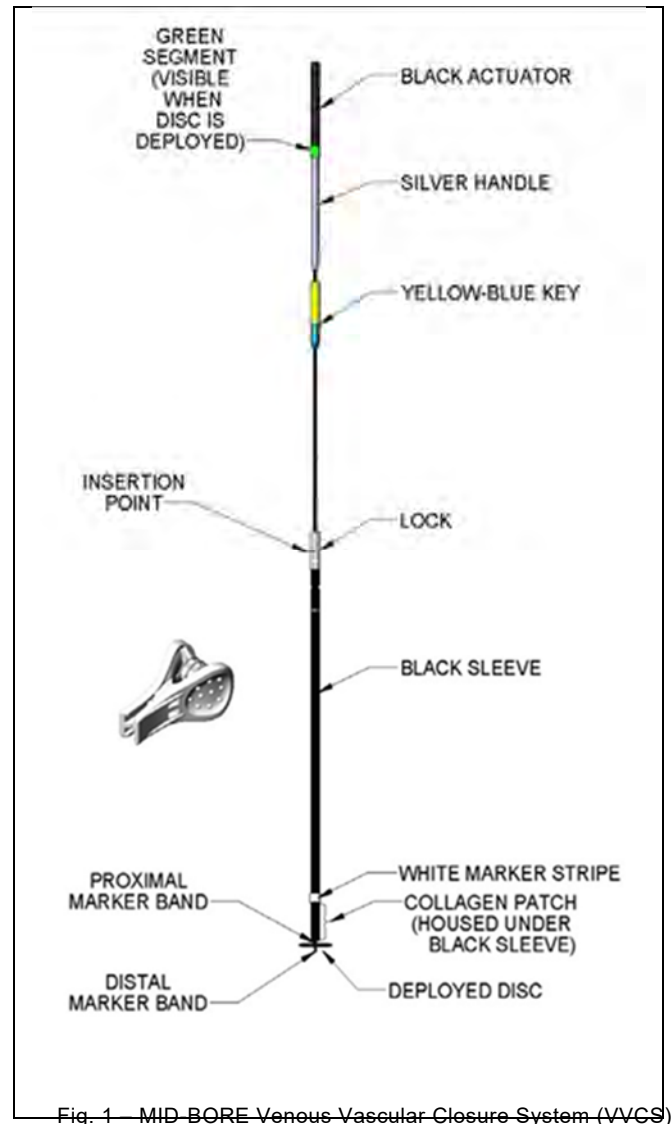 GREEN
SEGMENT
(VISIBLE
WHEN
DISC IS
DEPLOYED)
BLACK ACTUATOR
SILVER HANDLE
YELLOW-BLUE KEY
INSERTION
POINT
LOCK
BLACK SLEEVE
WHITE MARKER STRIPE
PROXIMAL
MARKER BAND
COLLAGEN PATCH
(HOUSED UNDER
BLACK SLEEVE)
DISTAL
MARKER BAND
DEPLOYED DISC
Fig. 1 – MID-BORE Venous Vascular Closure System (VVCS)